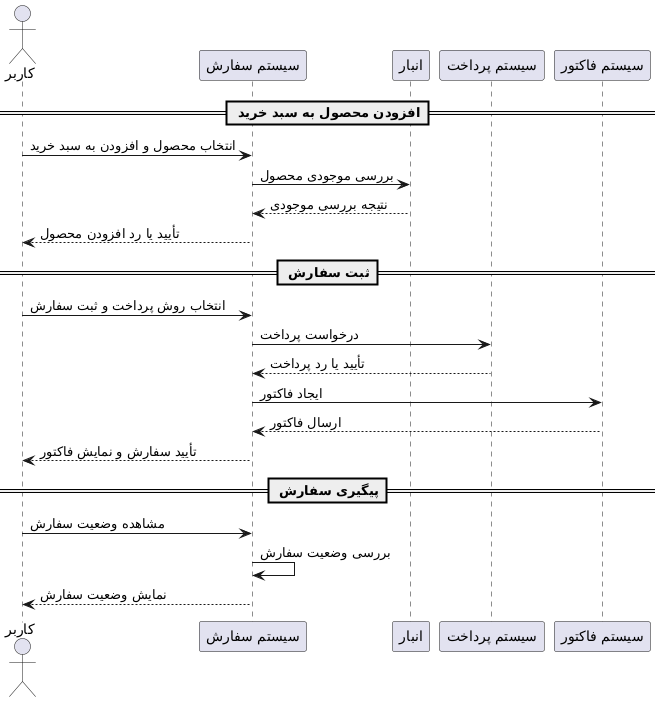 کاربر
سیستم سفارش
انبار
سیستم پرداخت
سیستم فاکتور
افزودن محصول به سبد خرید
انتخاب محصول و افزودن به سبد خرید
بررسی موجودی محصول
نتیجه بررسی موجودی
تأیید یا رد افزودن محصول
ثبت سفارش
انتخاب روش پرداخت و ثبت سفارش
درخواست پرداخت
تأیید یا رد پرداخت
ایجاد فاکتور
ارسال فاکتور
تأیید سفارش و نمایش فاکتور
پیگیری سفارش
مشاهده وضعیت سفارش
بررسی وضعیت سفارش
نمایش وضعیت سفارش
کاربر
سیستم سفارش
انبار
سیستم پرداخت
سیستم فاکتور